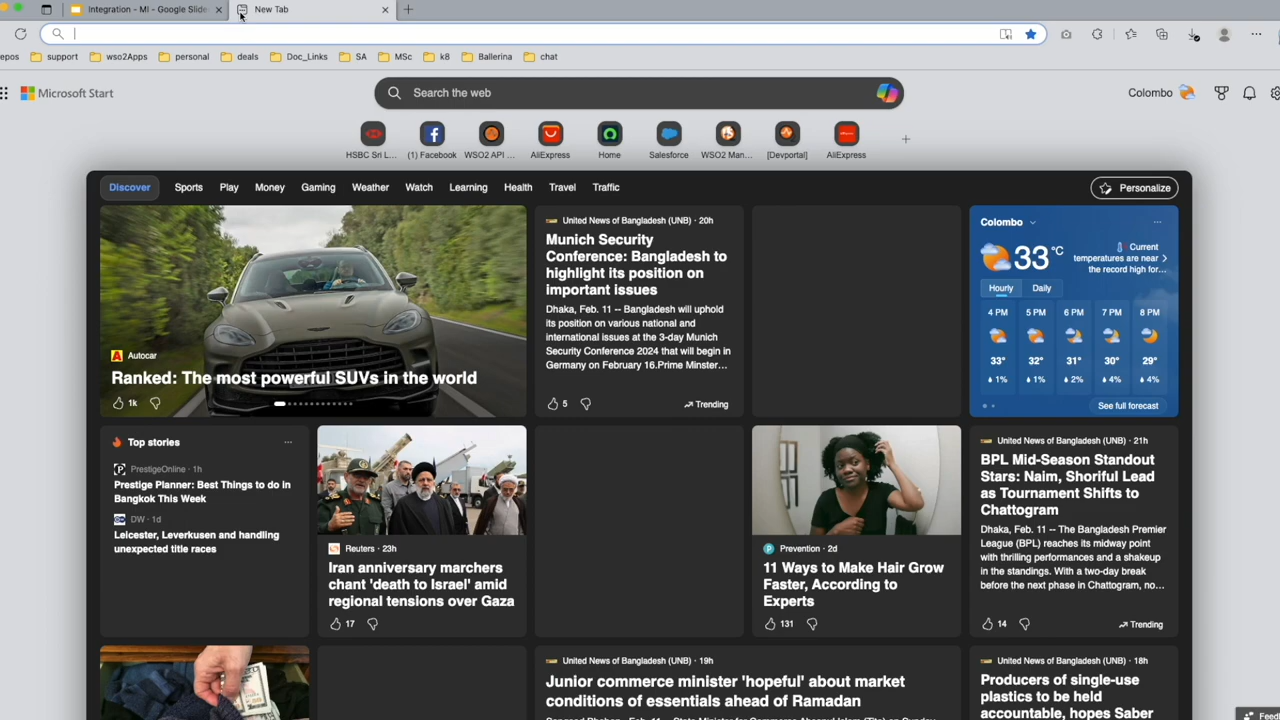 Integration - MI - Google Slide
New Tab
epos
support
wso2Apps
personal
deals
Doc_Links
SA
MSc
k8
Ballerina
chat
Microsoft Start
Search the web
Colombo
HSBC Sri L...
(1) Facebook
WSO2 API ...
AliExpress
Home
Salesforce
WSO2 Man...
[Devportal]
AliExpress
Discover
Sports
Play
Money
Gaming
Weather
Watch
Learning
Health
Travel
Traffic
Personalize
Autocar
Ranked: The most powerful SUVs in the world
1k
United News of Bangladesh (UNB) · 20h
Munich Security
Conference: Bangladesh to
highlight its position on
important issues
Dhaka, Feb. 11 -- Bangladesh will uphold
its position on various national and
international issues at the 3-day Munich
Security Conference 2024 that will begin in
Germany on February 16.Prime Minster...
5
Trending
Colombo
33 °C
Current
temperatures are near
the record high for...
Hourly
Daily
4 PM 5 PM 6 PM 7 PM 8 PM
33° 32° 31° 30° 29°
1% 1% 2% 4% 4%
See full forecast
Top stories
PrestigeOnline · 1h
Prestige Planner: Best Things to do in
Bangkok This Week
DW · 1d
Leicester, Leverkusen and handling
unexpected title races
Reuters · 23h
Iran anniversary marchers
chant 'death to Israel' amid
regional tensions over Gaza
17
Prevention · 2d
11 Ways to Make Hair Grow
Faster, According to
Experts
131
United News of Bangladesh (UNB) · 21h
BPL Mid-Season Standout
Stars: Naim, Shoriful Lead
as Tournament Shifts to
Chattogram
Dhaka, Feb. 11 -- The Bangladesh Premier
League (BPL) reaches its midway point
with thrilling performances and a shakeup
in the standings. With a two-day break
before the next phase in Chattogram, no...
14
Trending
United News of Bangladesh (UNB) · 19h
Junior commerce minister 'hopeful' about market
conditions of essentials ahead of Ramadan
United News of Bangladesh (UNB) · 18h
Producers of single-use
plastics to be held
accountable, hopes Saber
Feed